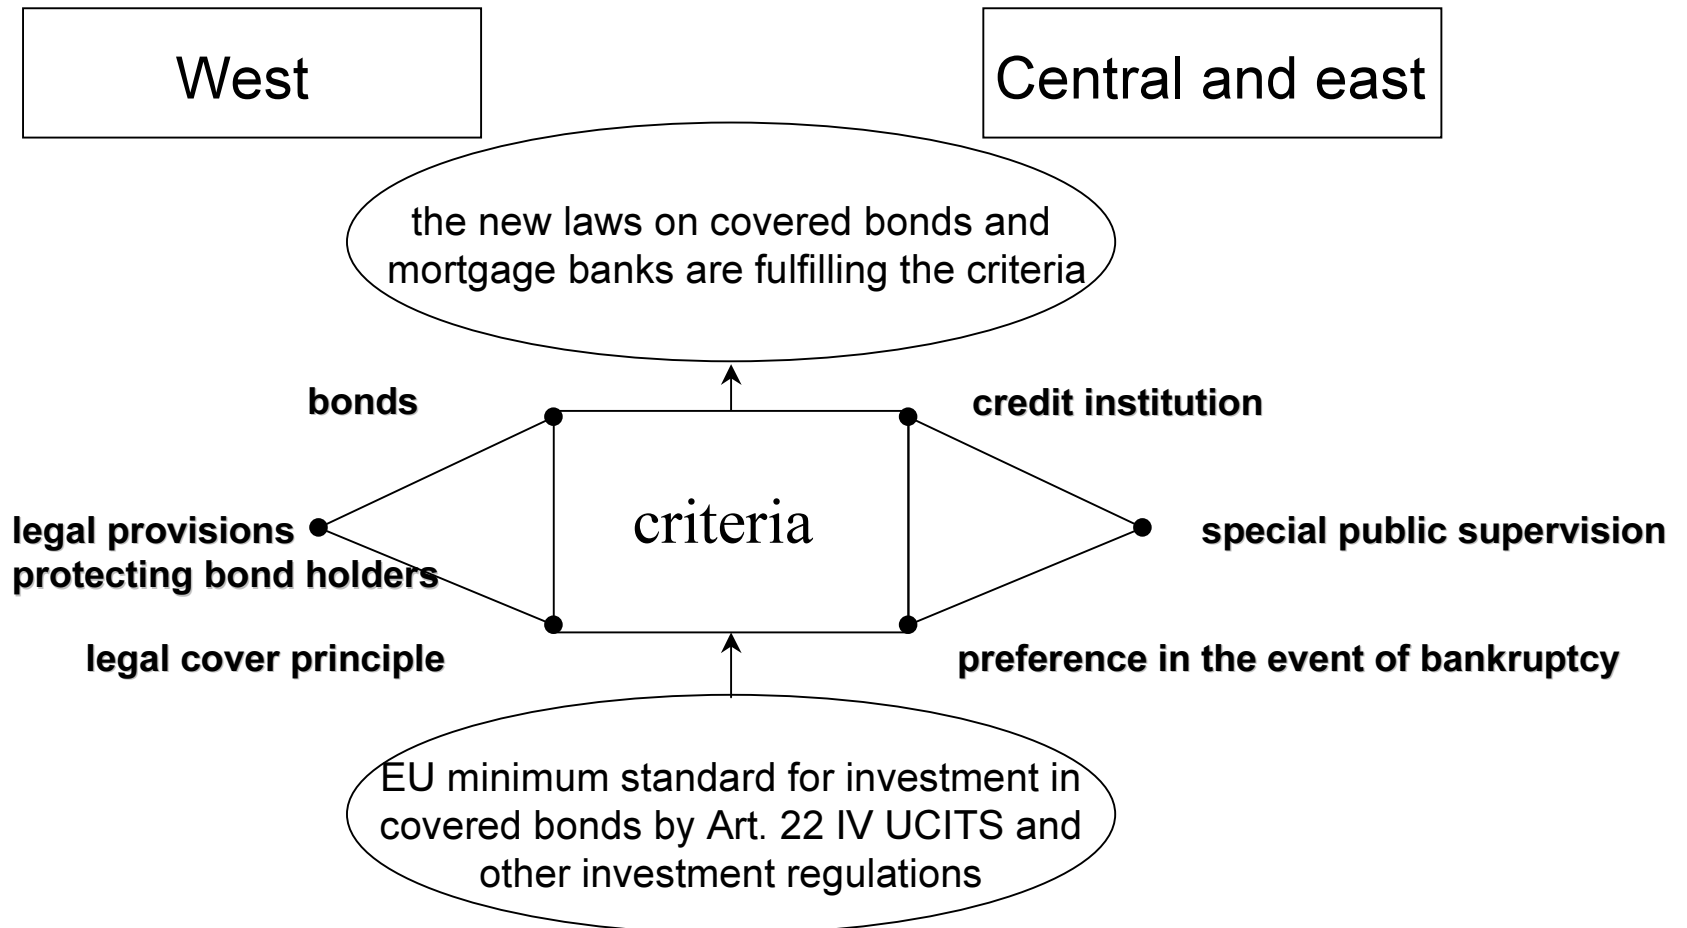 West
Central and east
the new laws on covered bonds and
mortgage banks are fulfilling the criteria
bonds
credit institution
criteria
legal provisions
protecting bond holders
special public supervision
legal cover principle
preference in the event of bankruptcy
EU minimum standard for investment in
covered bonds by Art. 22 IV UCITS and
other investment regulations